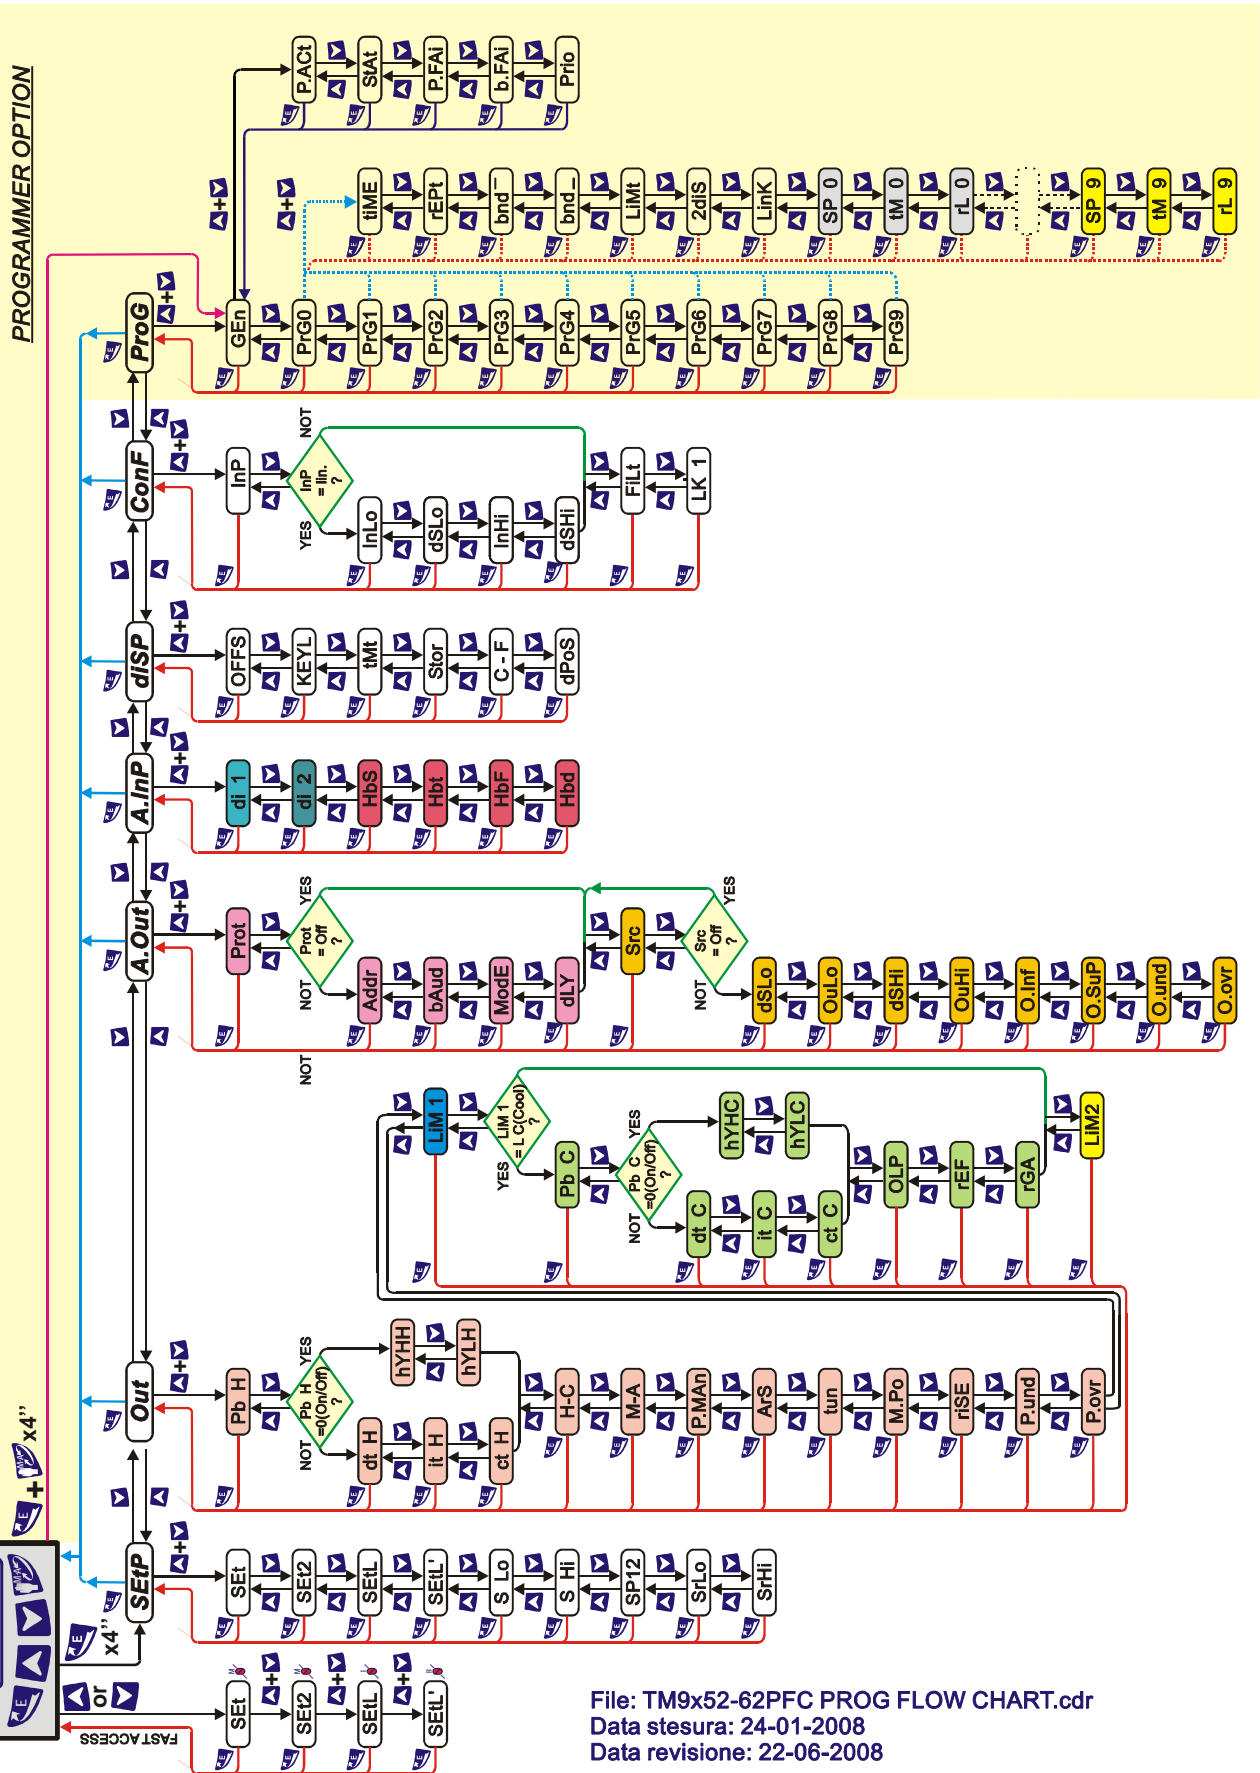 PROGRAMMER OPTION
P.ACt
StAt
P.FAi
b.FAi
Prio
tiME
rEPt
bnd¯
bnd_
LiMt
2diS
LinK
SP 0
tM 0
rL 0
SP 9
tM 9
rL 9
ProG
GEn
PrG0
PrG1
PrG2
PrG3
PrG4
PrG5
PrG6
PrG7
PrG8
PrG9
ConF
InP
InP
= lin.
?
NOT
YES
InLo
dSLo
InHi
dSHi
FiLt
LK 1
diSP
OFFS
KEYL
tMt
Stor
C - F
dPoS
A.InP
di 1
di 2
HbS
Hbt
HbF
Hbd
A.Out
Prot
Prot
= Off
?
YES
NOT
Addr
bAud
ModE
dLY
Src
Src
= Off
?
YES
NOT
dSLo
OuLo
dSHi
OuHi
O.Inf
O.SuP
O.und
O.ovr
NOT
LiM 1
LiM 1
= L C(Cool)
?
YES
Pb C
Pb C
=0(On/Off)
?
YES
NOT
hYHC
hYLC
dt C
it C
ct C
OLP
rEF
rGA
LiM2
Out
Pb H
Pb H
=0(On/Off)
?
YES
NOT
hYHH
hYLH
dt H
it H
ct H
H-C
M-A
P.MAn
ArS
tun
M.Po
riSE
P.und
P.ovr
+ x4”
SEtP
SEt
SEt2
SEtL
SEtL'
S Lo
S Hi
SP12
SrLo
SrHi
x4”
or
FAST ACCESS
SEt
SEt2
SEtL
SEtL'
File: TM9x52-62PFC PROG FLOW CHART.cdr
Data stesura: 24-01-2008
Data revisione: 22-06-2008